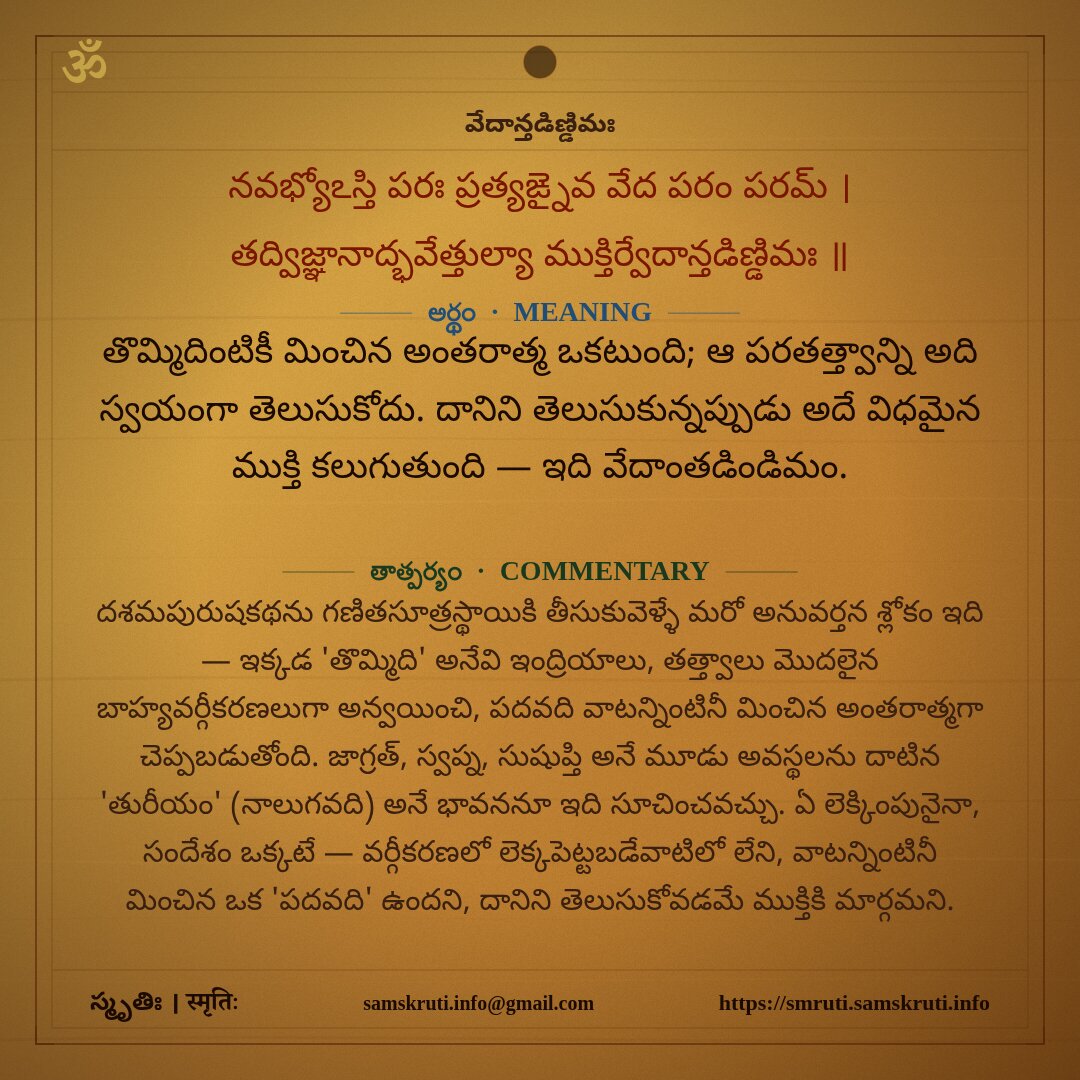 ॐ
వేదాన్తడిణ్డిమః
నవభ్యోఽస్తి పరః ప్రత్యఙ్నైవ వేద పరం పరమ్ |
తద్విజ్ఞానాద్భవేత్తుల్యా ముక్తిర్వేదాన్తడిణ్డిమః ||
అర్థం · MEANING
తొమ్మిదింటికీ మించిన అంతరాత్మ ఒకటుంది; ఆ పరతత్త్వాన్ని అది
స్వయంగా తెలుసుకోదు. దానిని తెలుసుకున్నప్పుడు అదే విధమైన
ముక్తి కలుగుతుంది — ఇది వేదాంతడిండిమం.
తాత్పర్యం · COMMENTARY
దశమపురుషకథను గణితసూత్రస్థాయికి తీసుకువెళ్ళే మరో అనువర్తన శ్లోకం ఇది
— ఇక్కడ 'తొమ్మిది' అనేవి ఇంద్రియాలు, తత్త్వాలు మొదలైన
బాహ్యవర్గీకరణలుగా అన్వయించి, పదవది వాటన్నింటినీ మించిన అంతరాత్మగా
చెప్పబడుతోంది. జాగ్రత్, స్వప్న, సుషుప్తి అనే మూడు అవస్థలను దాటిన
'తురీయం' (నాలుగవది) అనే భావననూ ఇది సూచించవచ్చు. ఏ లెక్కింపునైనా,
సందేశం ఒక్కటే — వర్గీకరణలో లెక్కపెట్టబడేవాటిలో లేని, వాటన్నింటినీ
మించిన ఒక 'పదవది' ఉందని, దానిని తెలుసుకోవడమే ముక్తికి మార్గమని.
స్మృతిః | स्मृतिः samskruti.info@gmail.com https://smruti.samskruti.info